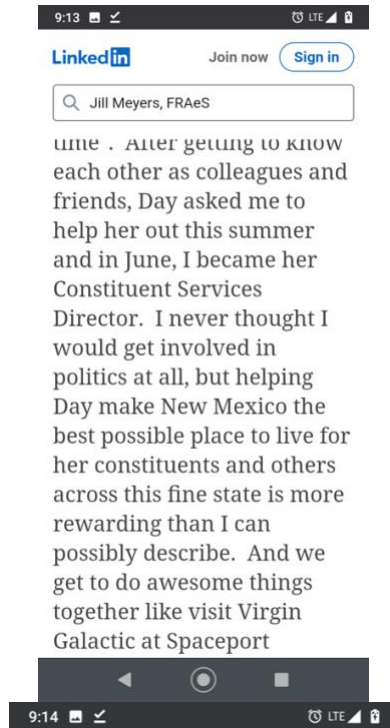 9:13 LTE
LinkedIn Join now Sign in
Jill Meyers, FRAeS
time . After getting to know
each other as colleagues and
friends, Day asked me to
help her out this summer
and in June, I became her
Constituent Services
Director. I never thought I
would get involved in
politics at all, but helping
Day make New Mexico the
best possible place to live for
her constituents and others
across this fine state is more
rewarding than I can
possibly describe. And we
get to do awesome things
together like visit Virgin
Galactic at Spaceport
9:14 LTE